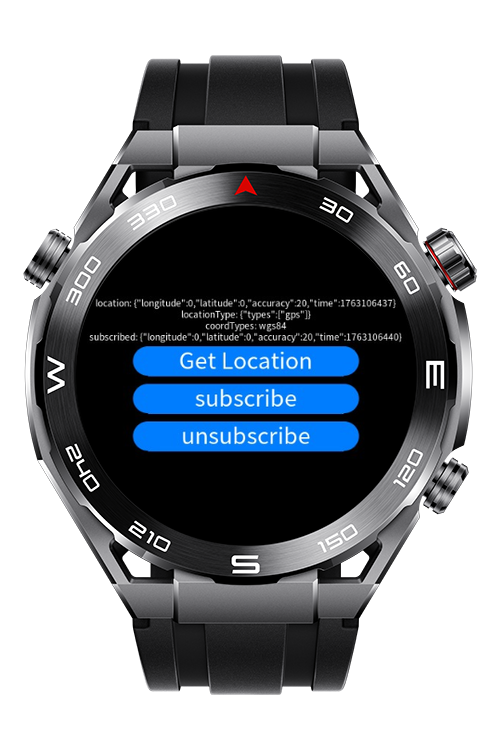 330
30
300
60
location: {"longitude":0,"latitude":0,"accuracy":20,"time":1763106437}
locationType: {"types":["gps"]}
coordTypes: wgs84
subscribed: {"longitude":0,"latitude":0,"accuracy":20,"time":1763106440}
Get Location
W
E
subscribe
unsubscribe
240
120
210
150
S